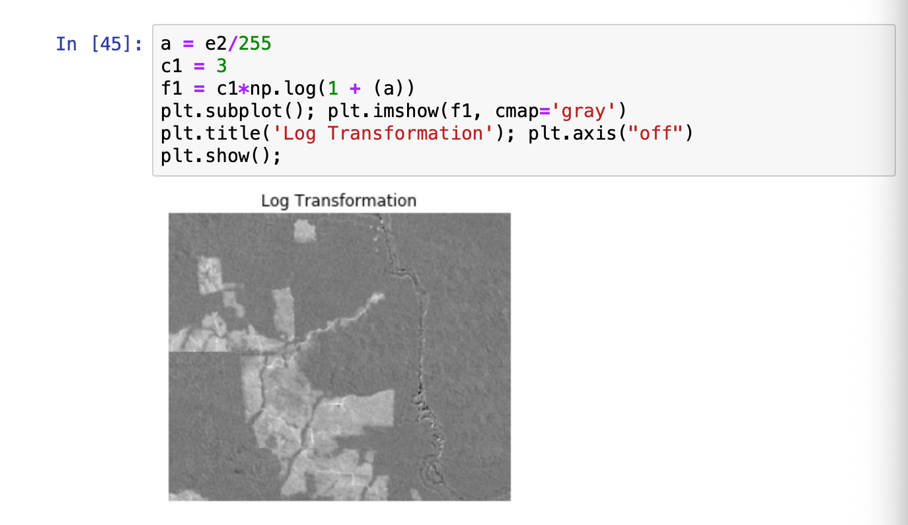 In [45]: a = e2/255
c1 = 3
f1 = c1*np.log(1 + (a))
plt.subplot(); plt.imshow(f1, cmap='gray')
plt.title('Log Transformation'); plt.axis("off")
plt.show();
Log Transformation